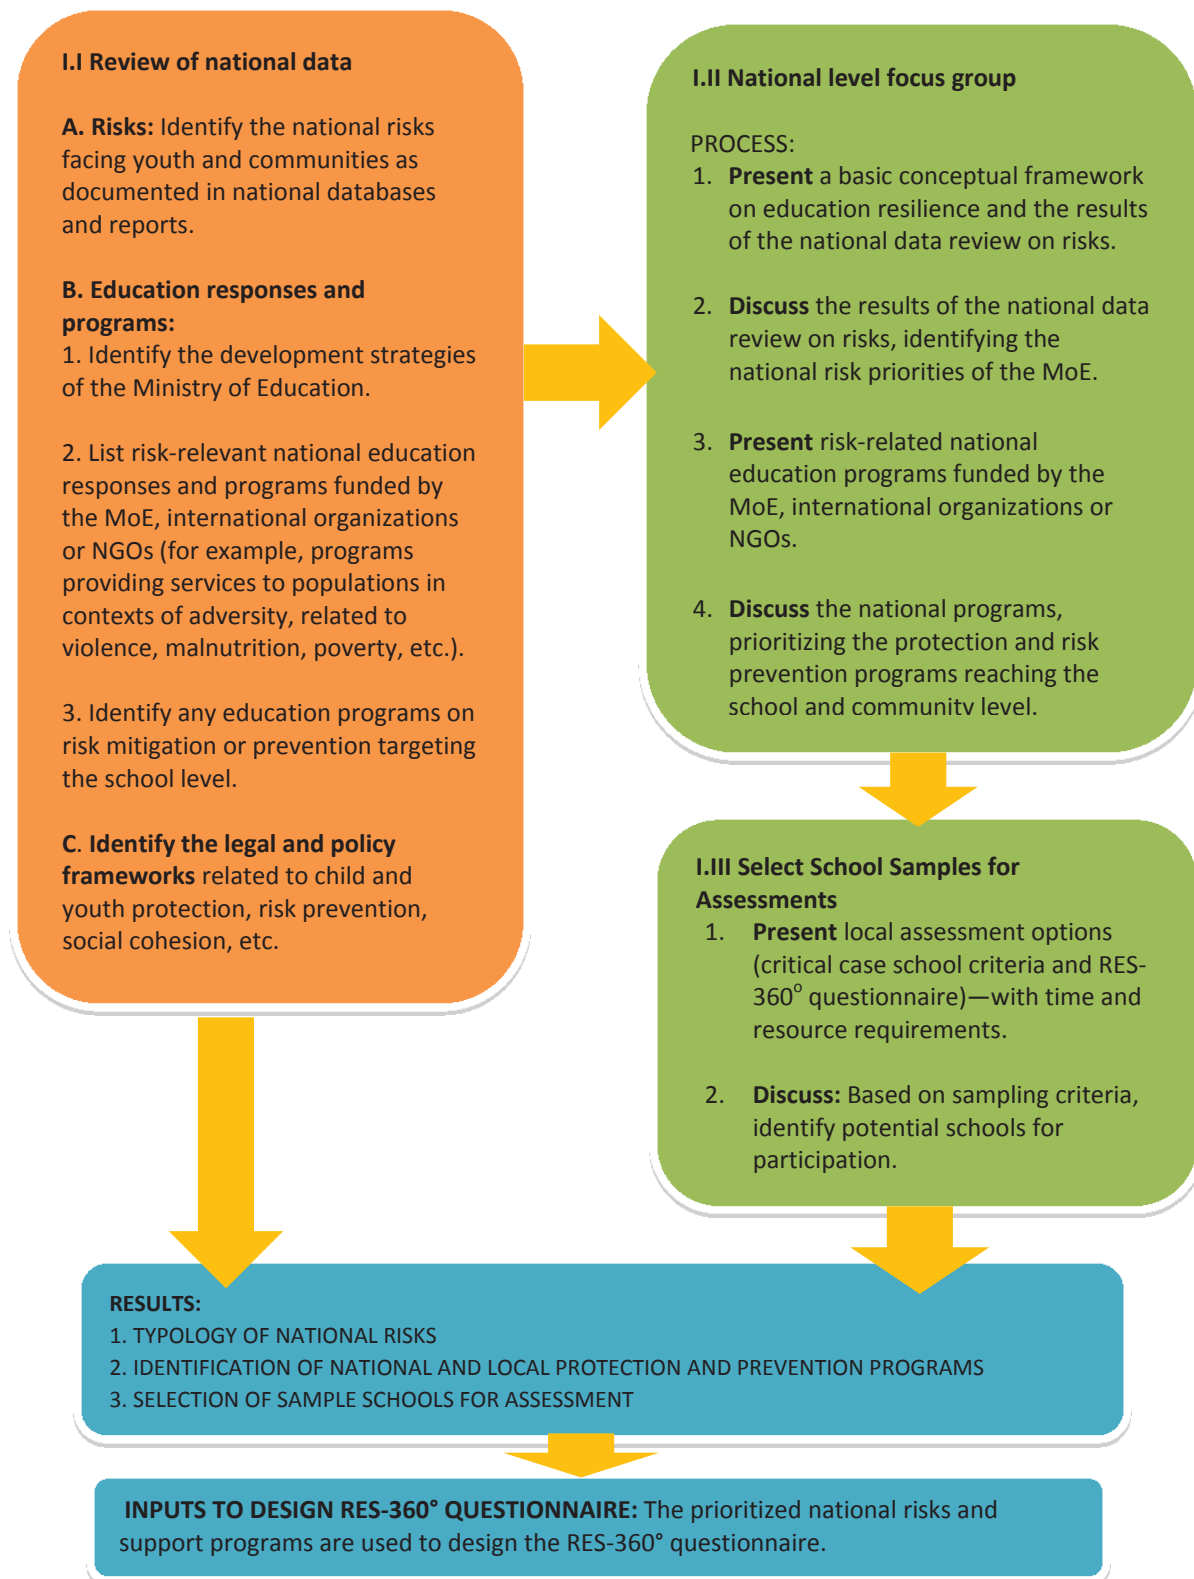 I.I Review of national data
A. Risks: Identify the national risks
facing youth and communities as
documented in national databases
and reports.
B. Education responses and
programs:
1. Identify the development strategies
of the Ministry of Education.
2. List risk-relevant national education
responses and programs funded by
the MoE, international organizations
or NGOs (for example, programs
providing services to populations in
contexts of adversity, related to
violence, malnutrition, poverty, etc.).
3. Identify any education programs on
risk mitigation or prevention targeting
the school level.
C. Identify the legal and policy
frameworks related to child and
youth protection, risk prevention,
social cohesion, etc.
I.II National level focus group
PROCESS:
1. Present a basic conceptual framework
on education resilience and the results
of the national data review on risks.
2. Discuss the results of the national data
review on risks, identifying the
national risk priorities of the MoE.
3. Present risk-related national
education programs funded by the
MoE, international organizations or
NGOs.
4. Discuss the national programs,
prioritizing the protection and risk
prevention programs reaching the
school and community level.
I.III Select School Samples for
Assessments
1. Present local assessment options
(critical case school criteria and RES-
360° questionnaire)—with time and
resource requirements.
2. Discuss: Based on sampling criteria,
identify potential schools for
participation.
RESULTS:
1. TYPOLOGY OF NATIONAL RISKS
2. IDENTIFICATION OF NATIONAL AND LOCAL PROTECTION AND PREVENTION PROGRAMS
3. SELECTION OF SAMPLE SCHOOLS FOR ASSESSMENT
INPUTS TO DESIGN RES-360° QUESTIONNAIRE: The prioritized national risks and
support programs are used to design the RES-360° questionnaire.